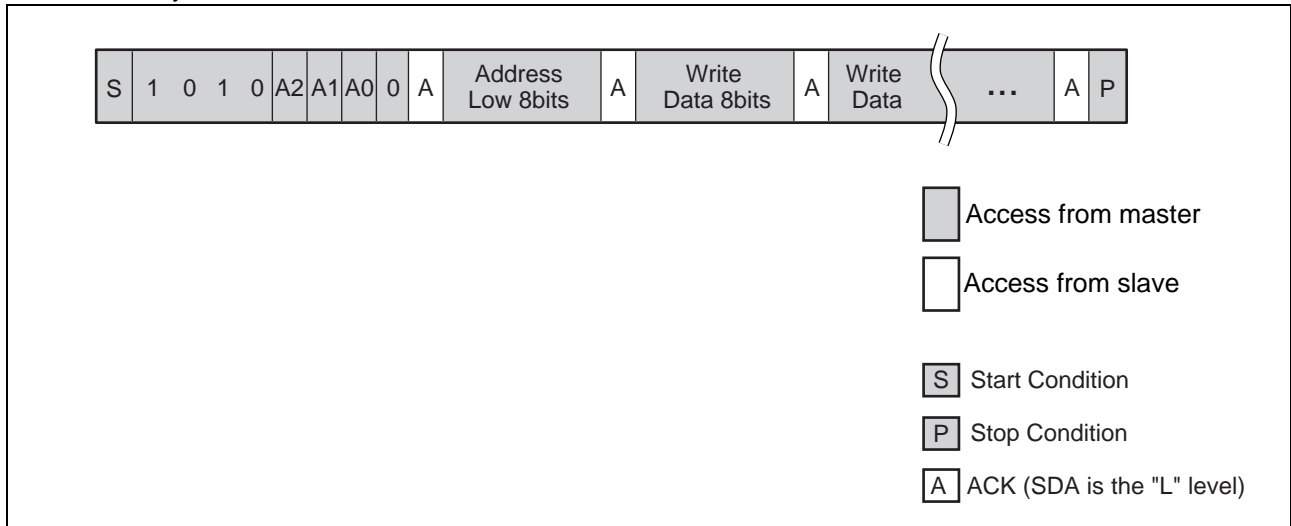 S 1 0 1 0 A2 A1 A0 0 A Address Low 8bits A Write Data 8bits A Write Data ... A P
Access from master
Access from slave
S Start Condition
P Stop Condition
A ACK (SDA is the "L" level)